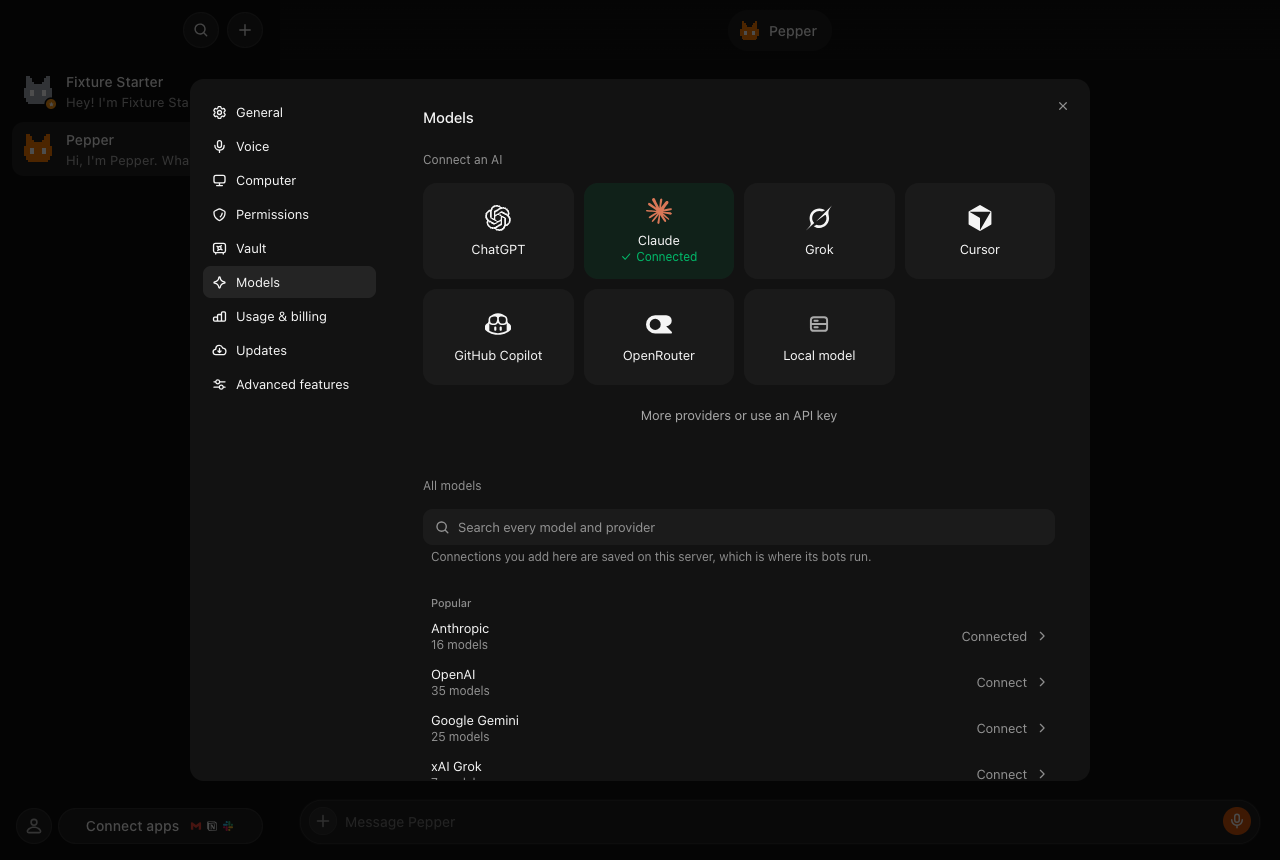 Pepper
Fixture Starter
Hey! I'm Fixture Sta
Pepper
Hi, I'm Pepper. Wha
General
Voice
Computer
Permissions
Vault
Models
Usage & billing
Updates
Advanced features
Models
Connect an AI
ChatGPT
Claude
Connected
Grok
Cursor
GitHub Copilot
OpenRouter
Local model
More providers or use an API key
All models
Search every model and provider
Connections you add here are saved on this server, which is where its bots run.
Popular
Anthropic
16 models
Connected
OpenAI
35 models
Connect
Google Gemini
25 models
Connect
xAI Grok
Connect
Connect apps
Message Pepper